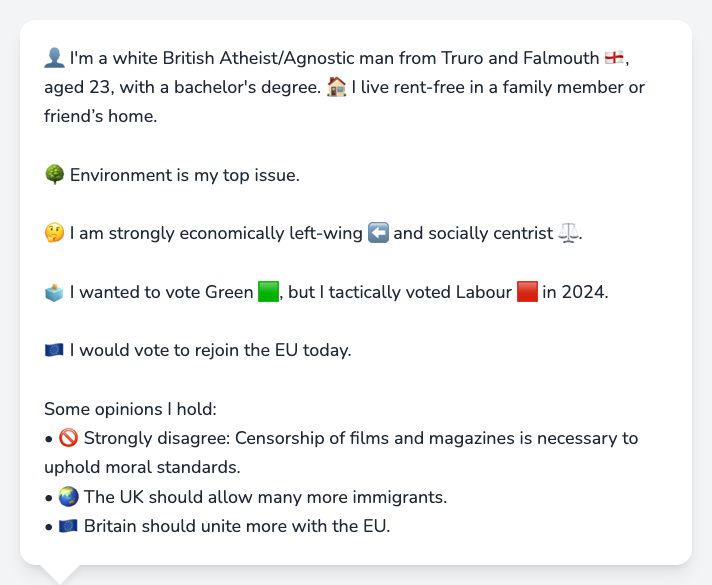 👤 I'm a white British Atheist/Agnostic man from Truro and Falmouth 🏴󠁧󠁢󠁥󠁮󠁧󠁿,
aged 23, with a bachelor's degree. 🏠 I live rent-free in a family member or
friend’s home.
🌳 Environment is my top issue.
🤔 I am strongly economically left-wing ⬅️ and socially centrist ⚖️.
🗳️ I wanted to vote Green 🟩, but I tactically voted Labour 🟥 in 2024.
🇪🇺 I would vote to rejoin the EU today.
Some opinions I hold:
• 🚫 Strongly disagree: Censorship of films and magazines is necessary to
uphold moral standards.
• 🌏 The UK should allow many more immigrants.
• 🇪🇺 Britain should unite more with the EU.